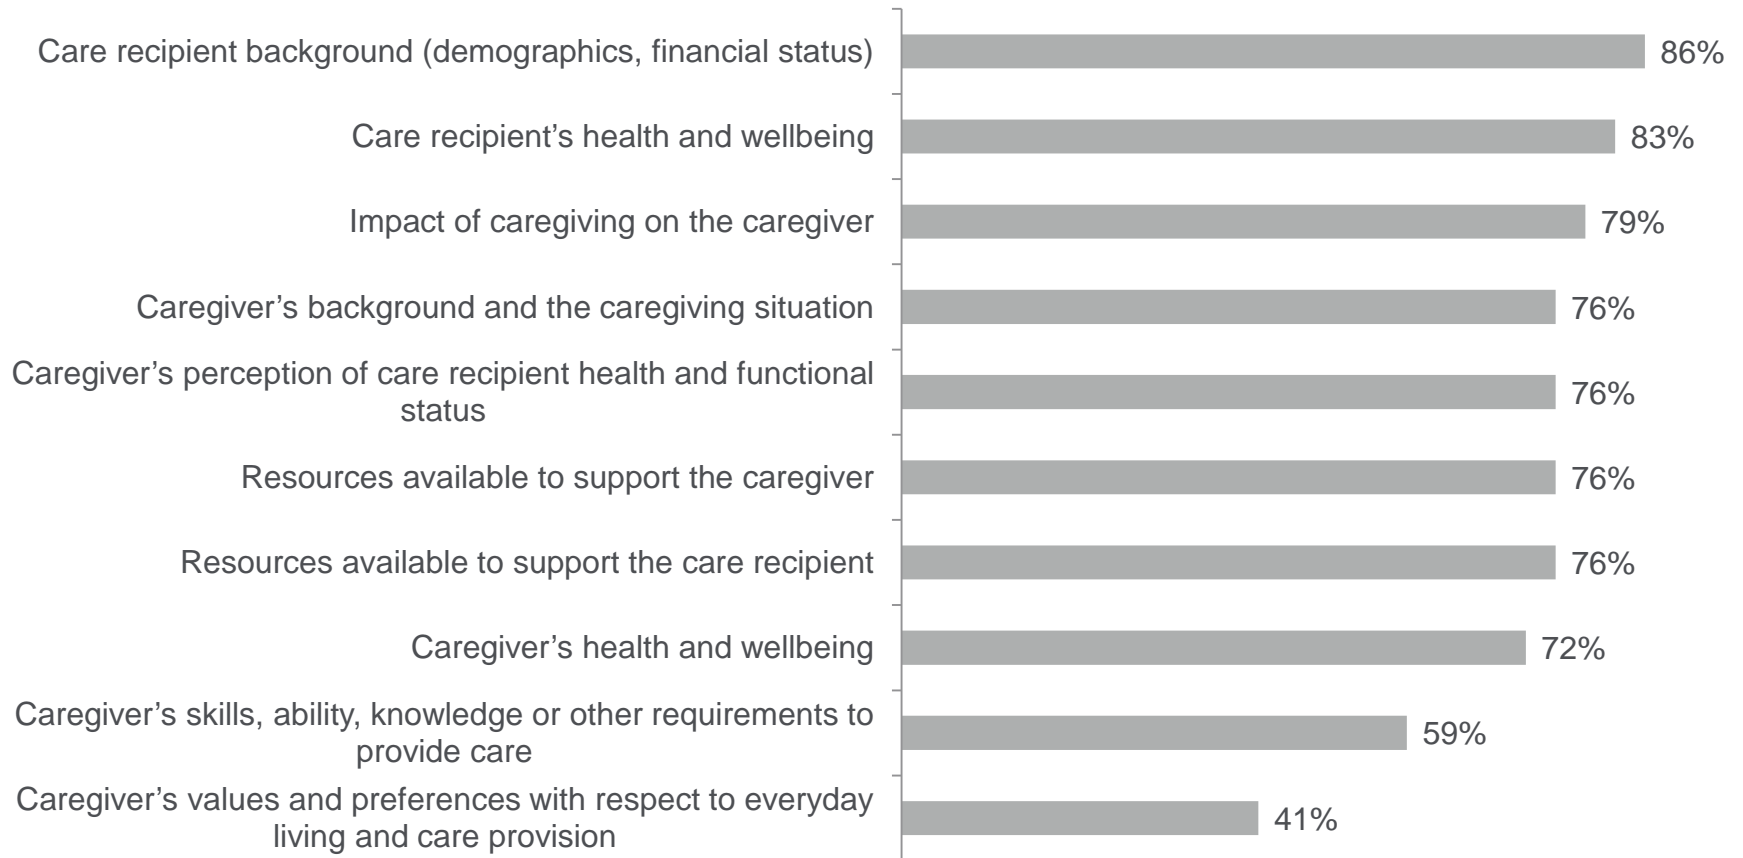 Care recipient background (demographics, financial status)
86%
Care recipient’s health and wellbeing
83%
Impact of caregiving on the caregiver
79%
Caregiver’s background and the caregiving situation
76%
Caregiver’s perception of care recipient health and functional
status
76%
Resources available to support the caregiver
76%
Resources available to support the care recipient
76%
Caregiver’s health and wellbeing
72%
Caregiver’s skills, ability, knowledge or other requirements to
provide care
59%
Caregiver’s values and preferences with respect to everyday
living and care provision
41%